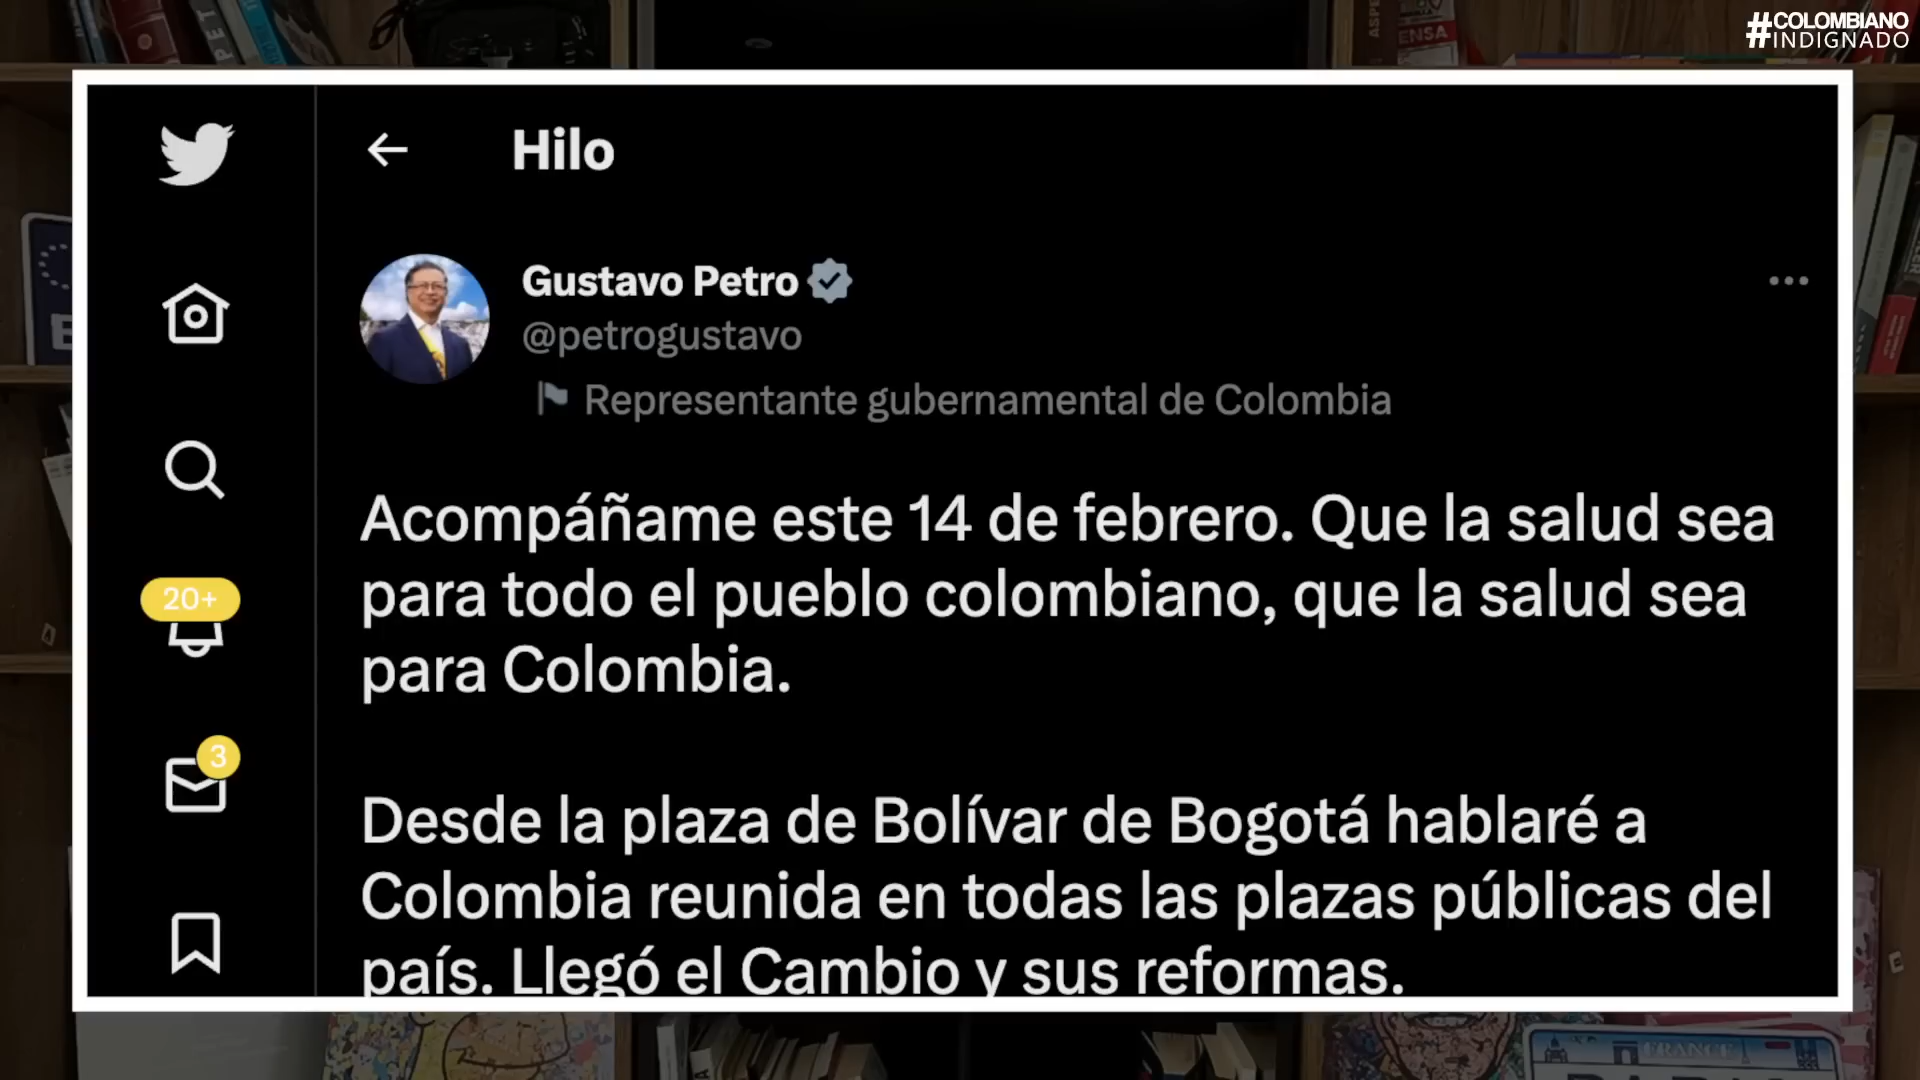 #COLOMBIANO
INDIGNADO
Hilo
Gustavo Petro
@petrogustavo
Representante gubernamental de Colombia
Acompáñame este 14 de febrero. Que la salud sea
para todo el pueblo colombiano, que la salud sea
para Colombia.
Desde la plaza de Bolívar de Bogotá hablaré a
Colombia reunida en todas las plazas públicas del
país. Llegó el Cambio y sus reformas.
20+
3
FRANCE